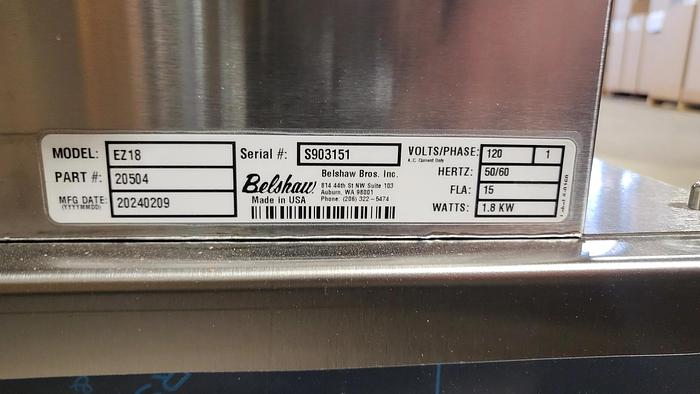 MODEL: EZ18
PART #: 20504
MFG DATE: 20240209
(YYYYMMDD)
Serial #: S903151
Belshaw
Made in USA
Belshaw Bros. Inc.
814 44th St NW Suite 103
Auburn, WA 98001
Phone: (206) 322-5474
VOLTS/PHASE: 120 1
A.C. Current Only
HERTZ: 50/60
FLA: 15
WATTS: 1.8 KW